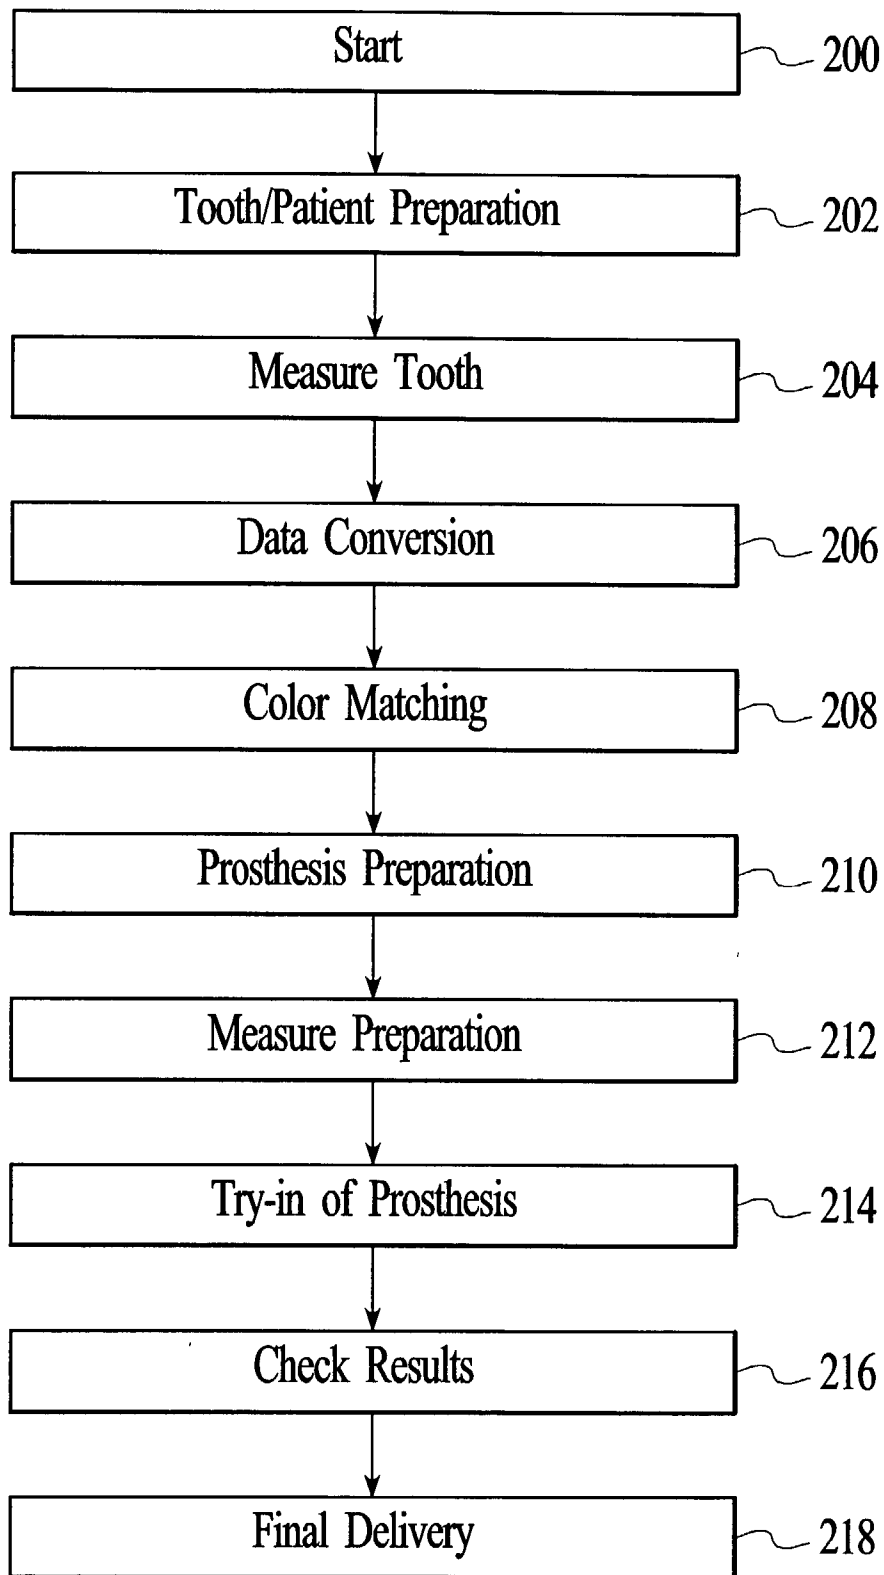 Start 200
Tooth/Patient Preparation 202
Measure Tooth 204
Data Conversion 206
Color Matching 208
Prosthesis Preparation 210
Measure Preparation 212
Try-in of Prosthesis 214
Check Results 216
Final Delivery 218